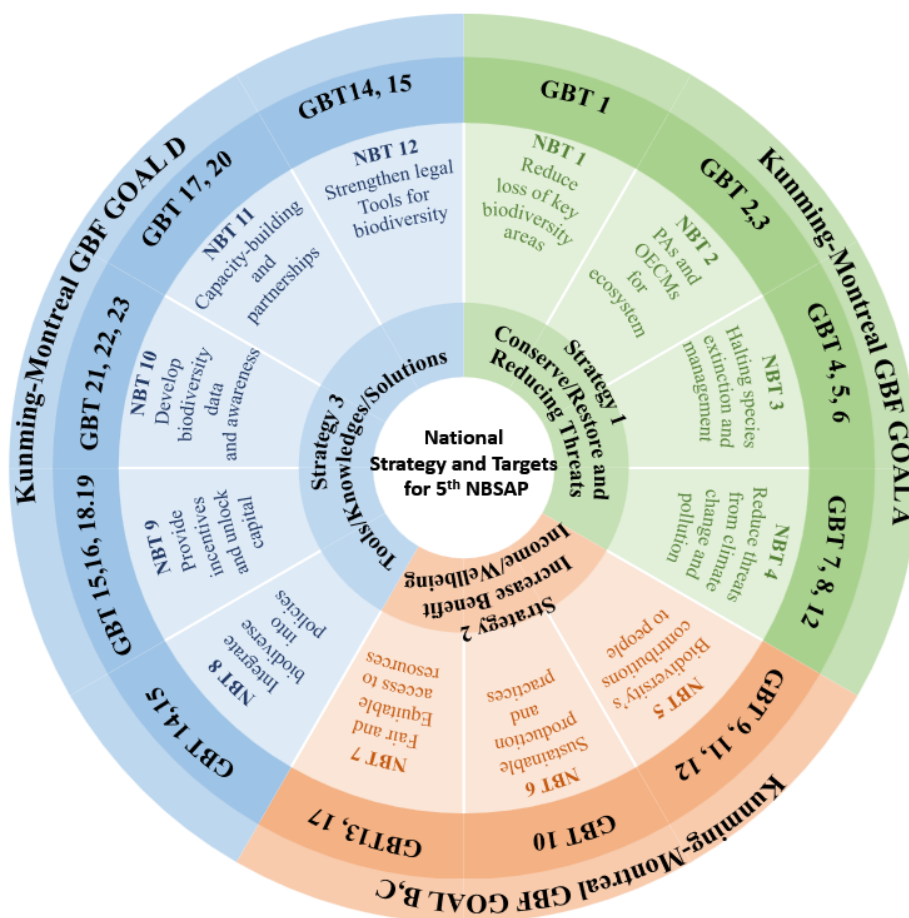 National
Strategy and Targets
for 5th NBSAP
Strategy 1
Conserve/Restore and
Reducing Threats
Kunming-Montreal GBF GOALA
GBT 1
NBT 1
Reduce
loss of key
biodiversity
areas
GBT 2,3
NBT 2
PAs and
OECMs
for
ecosystem
GBT 4, 5, 6
NBT 3
Halting species
extinction and
management
GBT 7, 8, 12
NBT 4
Reduce threats
from climate
change and
pollution
Strategy 2
Increase Benefit
Income/Wellbeing
Kunming-Montreal GBF GOAL B,C
GBT 9, 11, 12
NBT 5
Biodiversity's
contributions
to people
GBT 10
NBT 6
Sustainable
production
and
practices
GBT13, 17
NBT 7
Fair and
Equitable
access to
resources
Strategy 3
Tools/Knowledges/Solutions
Kunming-Montreal GBF GOAL D
GBT 14,15
NBT 8
Integrate
biodiverse
into
policies
GBT 15,16, 18.19
NBT 9
Provide
incentives
and unlock
capital
GBT 21, 22, 23
NBT 10
Develop
biodiversity
data
and awareness
GBT 17, 20
NBT 11
Capacity-building
and
partnerships
GBT14, 15
NBT 12
Strengthen legal
Tools for
biodiversity